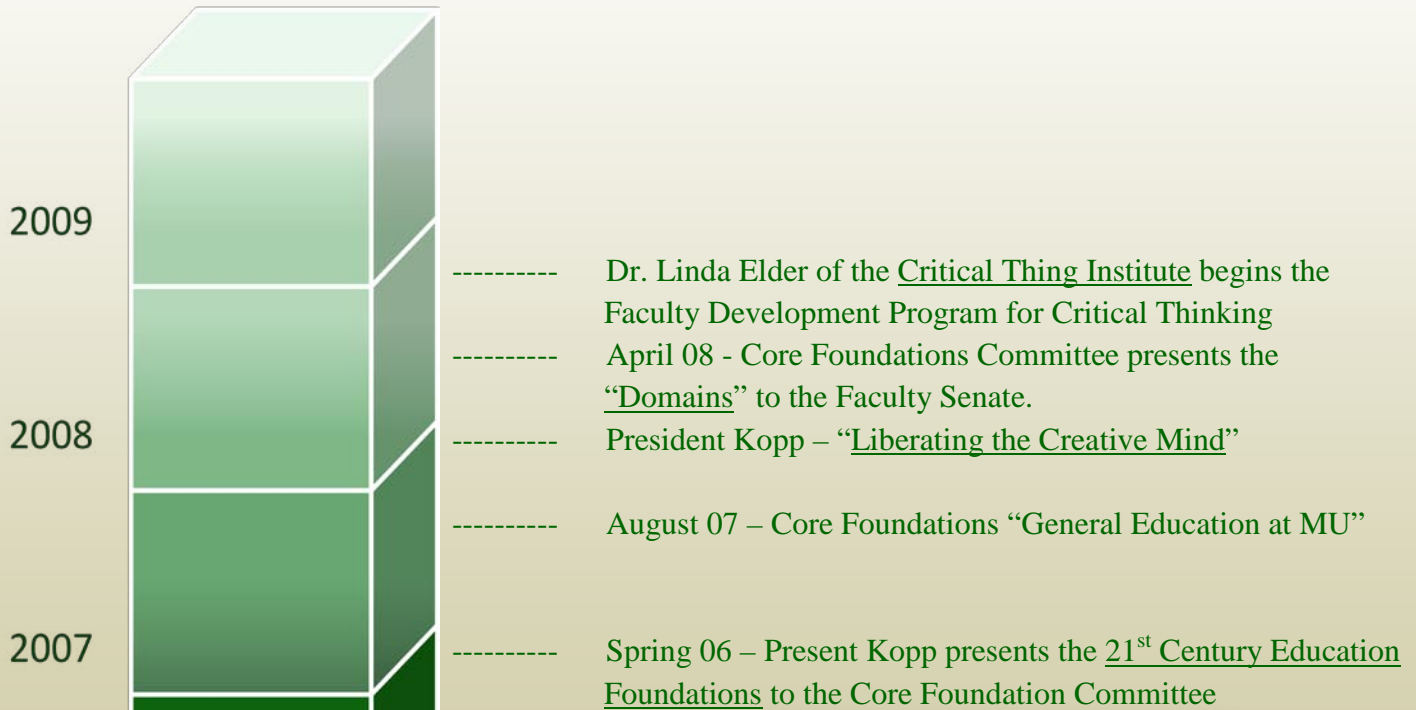 2009
---------- Dr. Linda Elder of the Critical Thing Institute begins the
Faculty Development Program for Critical Thinking
---------- April 08 - Core Foundations Committee presents the
“Domains” to the Faculty Senate.
2008
---------- President Kopp – “Liberating the Creative Mind”
---------- August 07 – Core Foundations “General Education at MU”
2007
---------- Spring 06 – Present Kopp presents the 21st Century Education
Foundations to the Core Foundation Committee